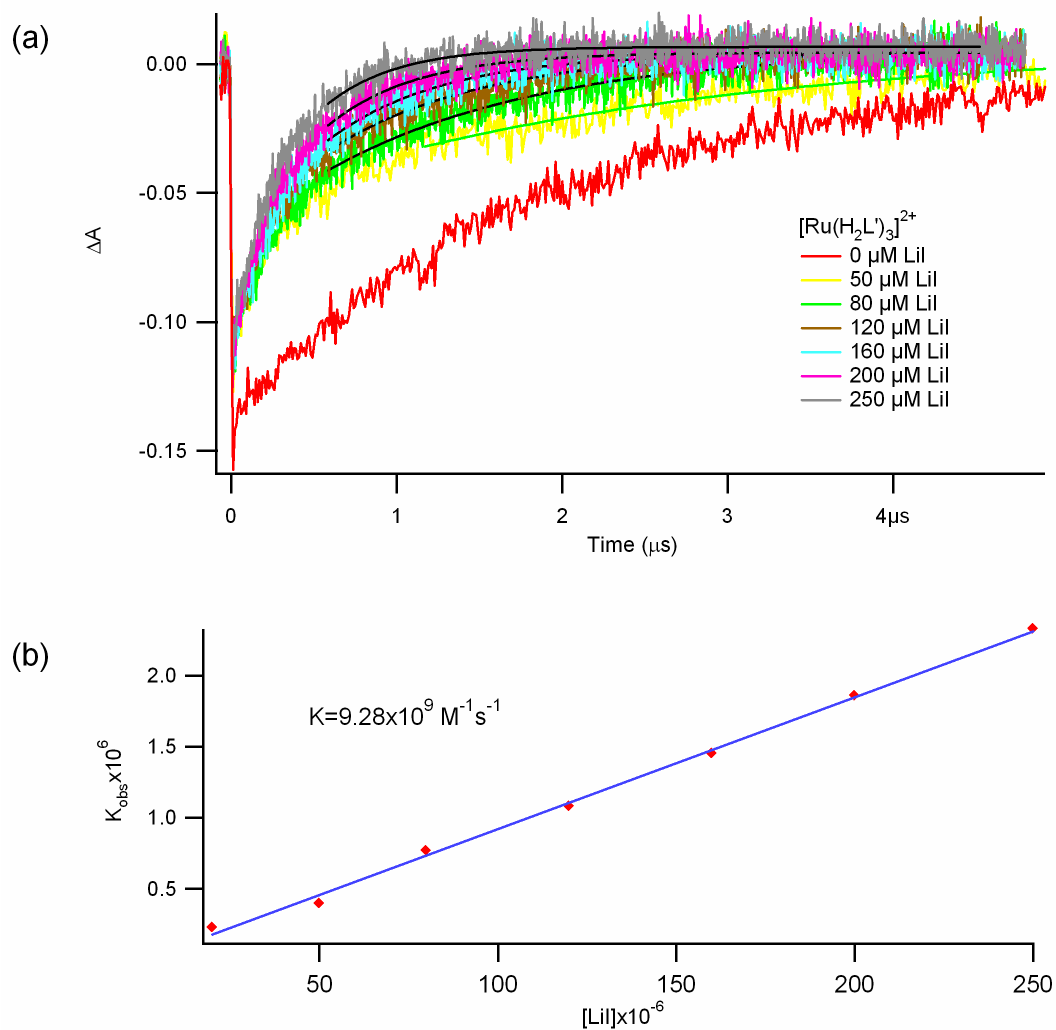 (a)
0.00
-0.05
-0.10
-0.15
ΔA
[Ru(H2L')3]2+
0 µM LiI
50 µM LiI
80 µM LiI
120 µM LiI
160 µM LiI
200 µM LiI
250 µM LiI
0 1 2 3 4µs
Time (µs)
(b)
2.0
1.5
1.0
0.5
Kobsx10^6
K=9.28x10^9 M^-1s^-1
50 100 150 200 250
[LiI]x10^-6